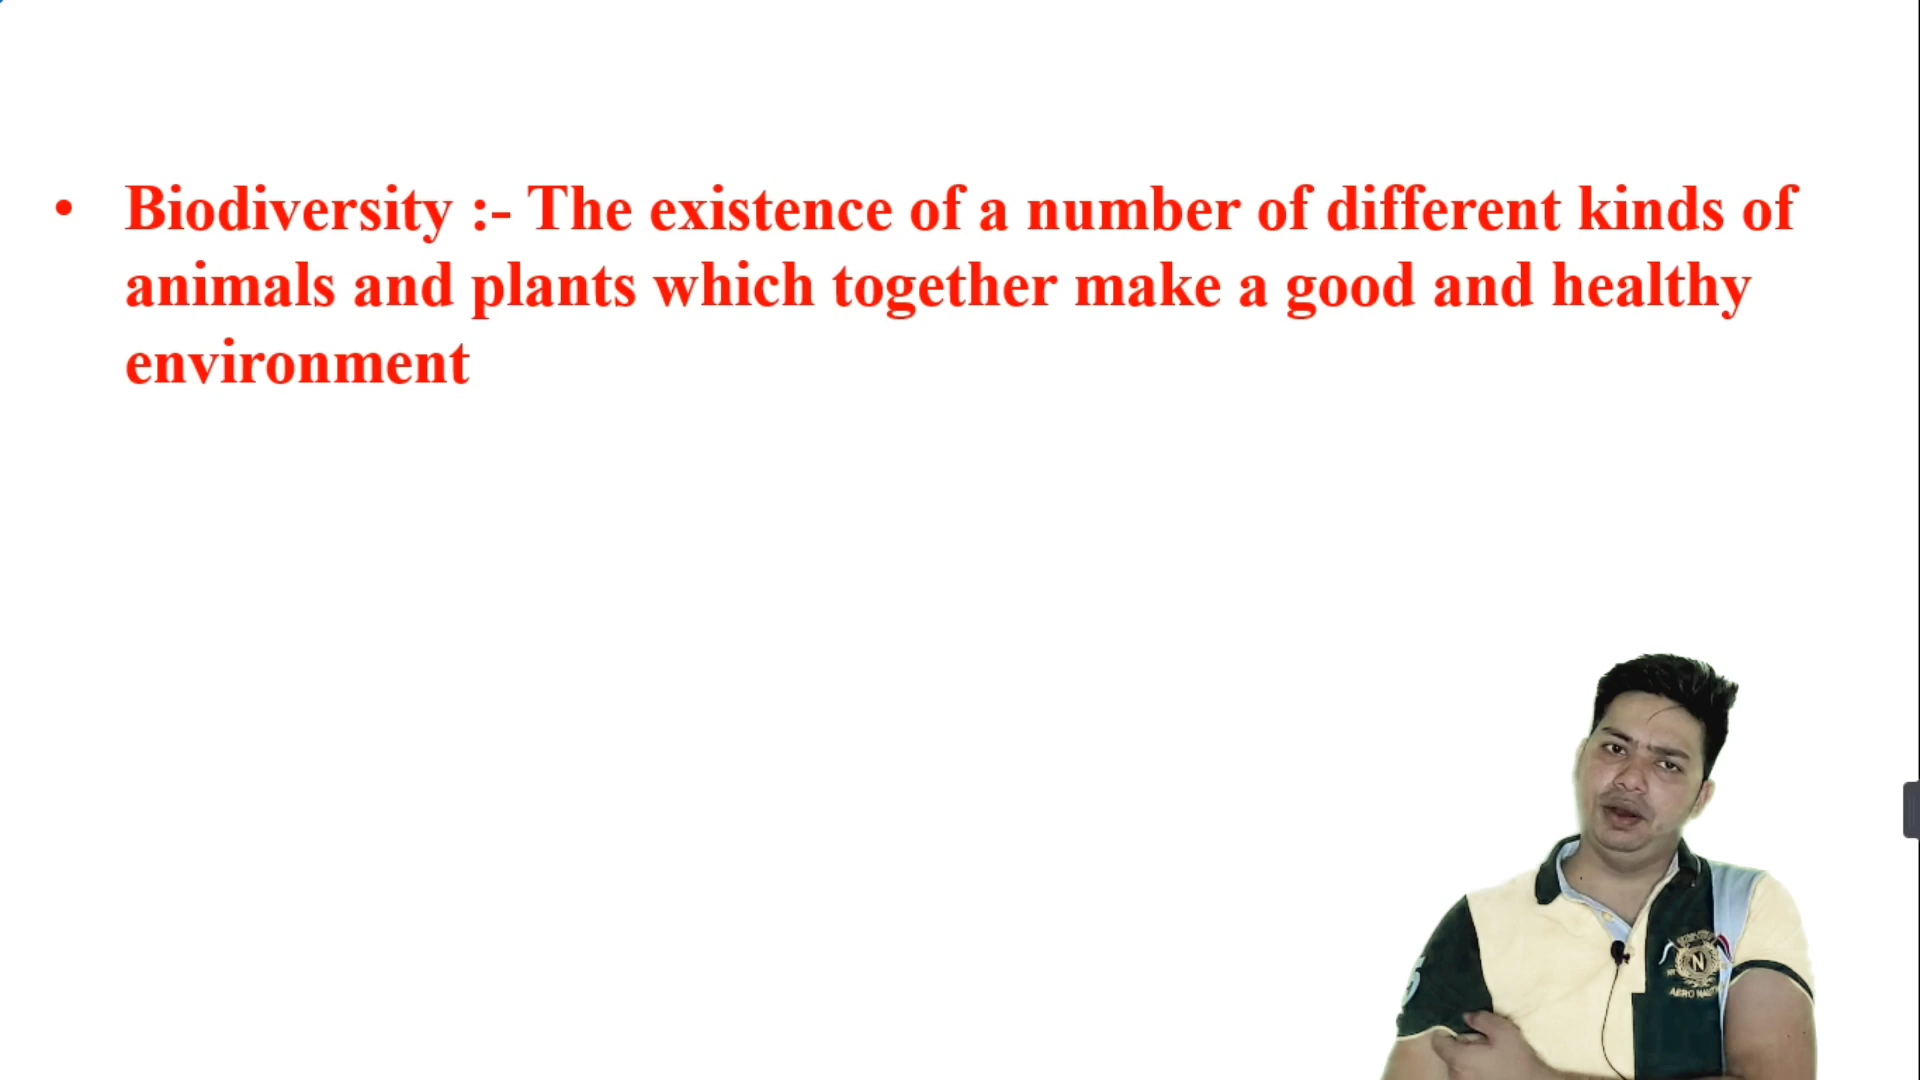 • Biodiversity :- The existence of a number of different kinds of
animals and plants which together make a good and healthy
environment
N